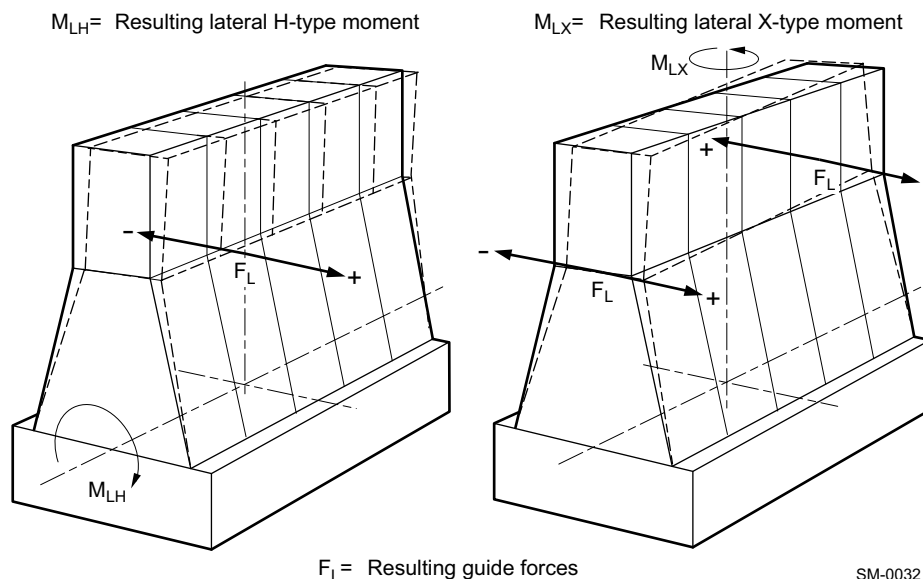 M_LH= Resulting lateral H-type moment
M_LX= Resulting lateral X-type moment
M_LX
+
F_L
-
F_L
+
-
F_L
+
M_LH
F_L= Resulting guide forces
SM-0032